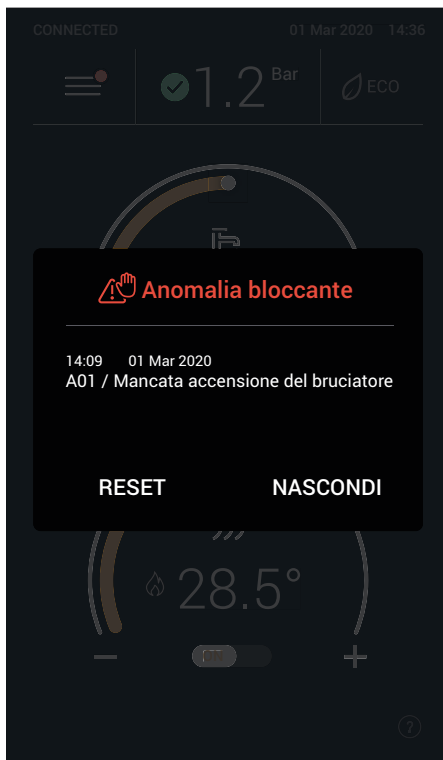 CONNECTED
01 Mar 2020 14:36
1.2 Bar
ECO
Anomalia bloccante
14:09 01 Mar 2020
A01 / Mancata accensione del bruciatore
RESET
NASCONDI
28.5°
?